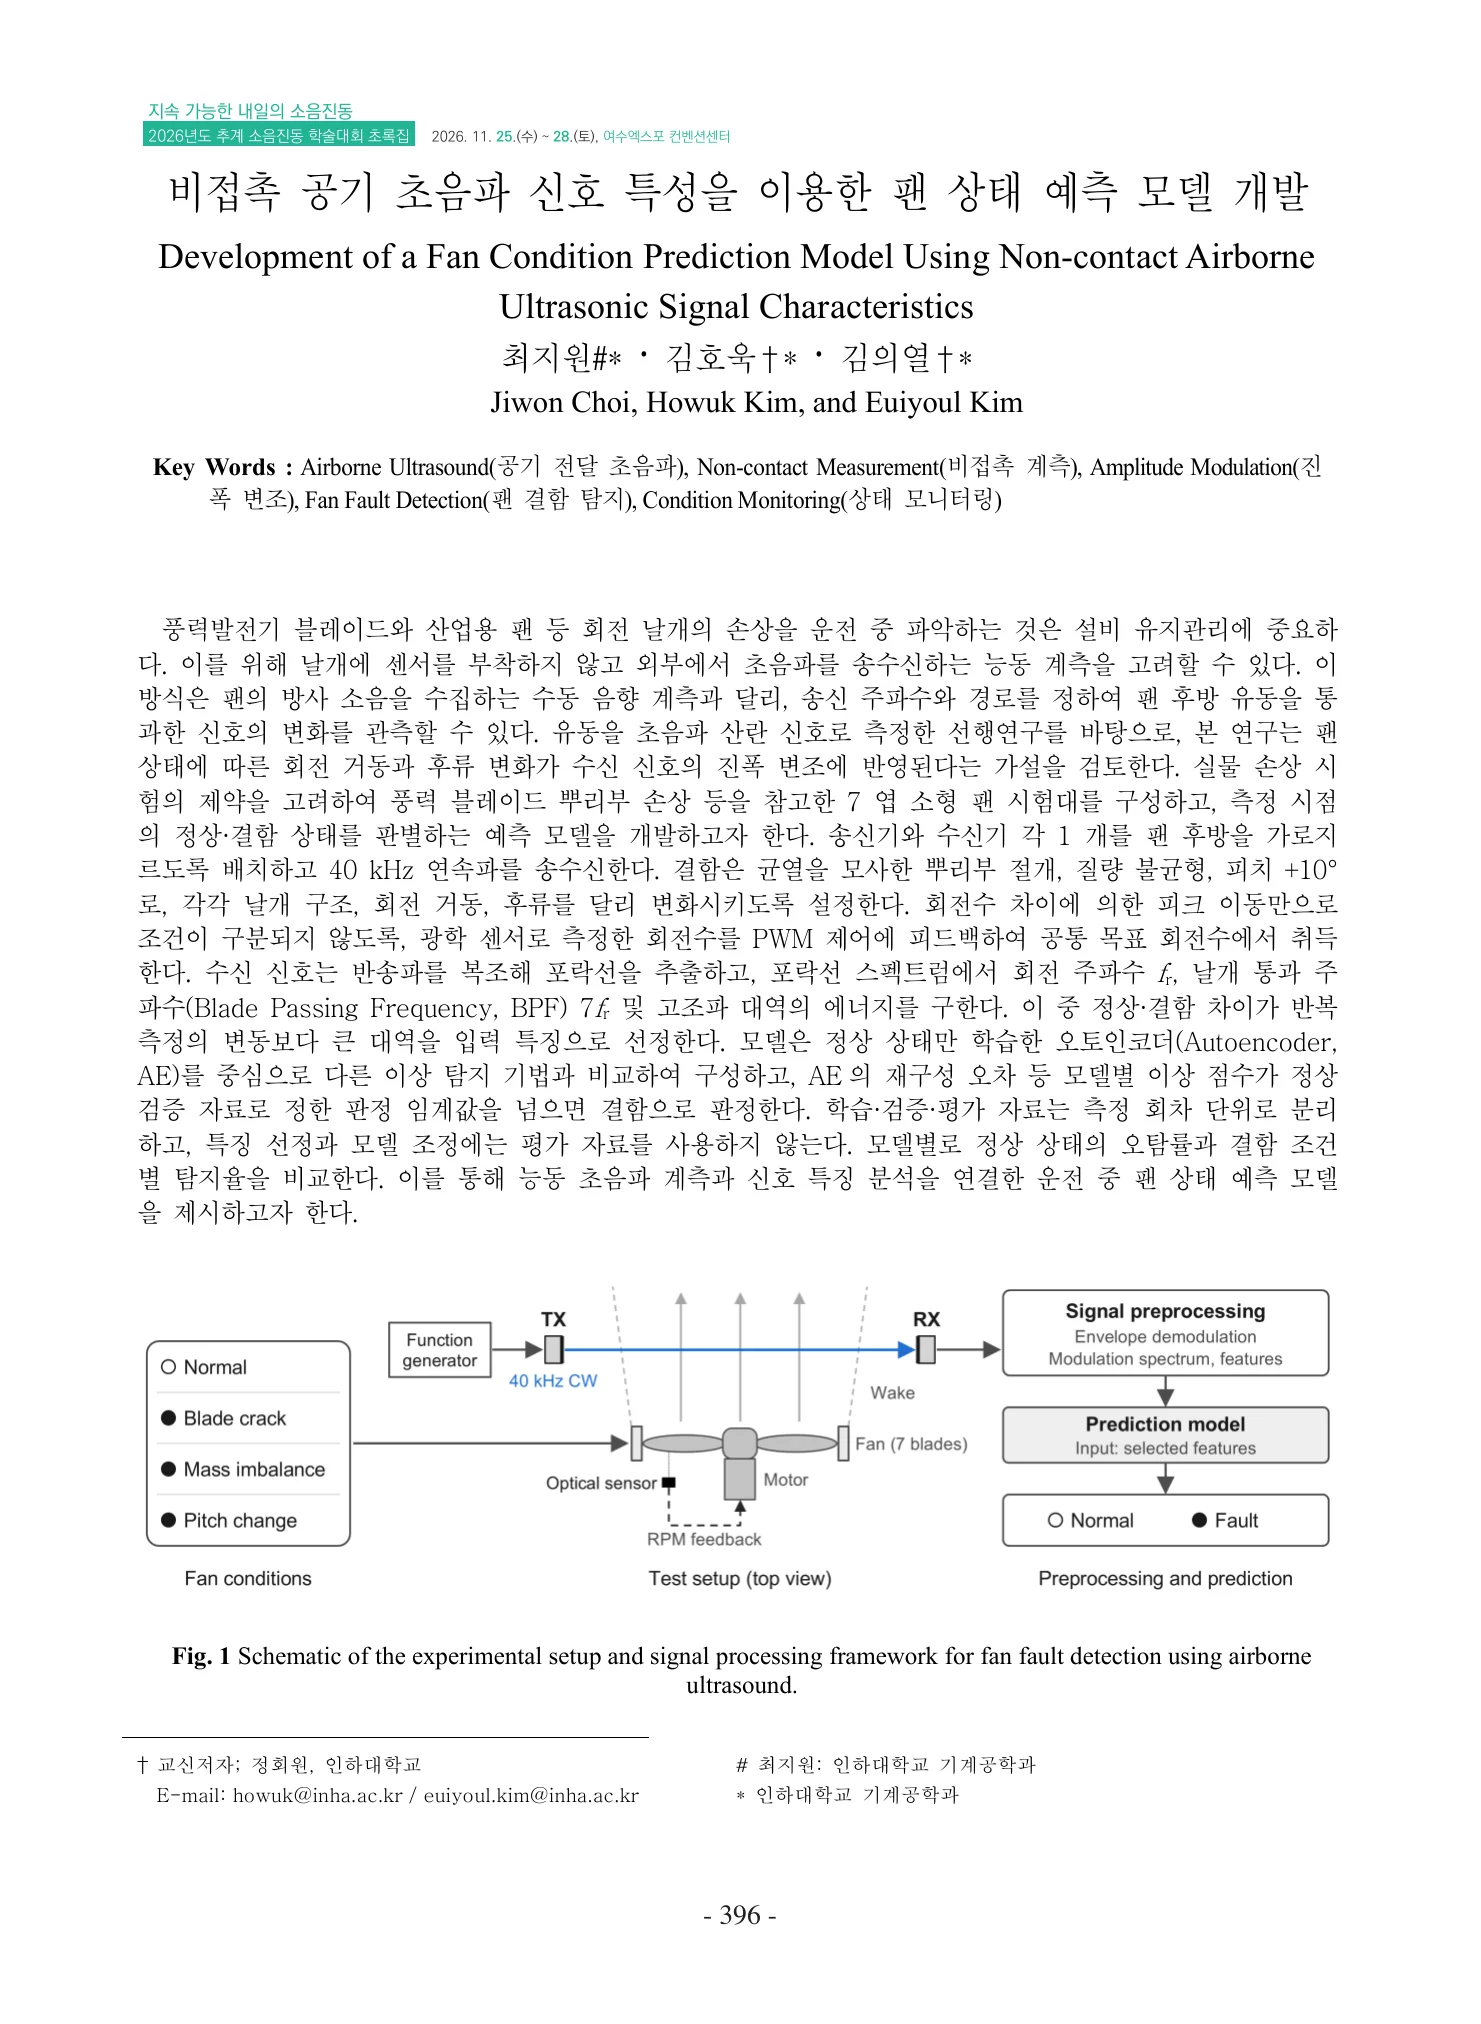 지속 가능한 내일의 소음진동
2026년도 추계 소음진동 학술대회 초록집 2026. 11. 25.(수) ~ 28.(토), 여수엑스포 컨벤션센터
비접촉 공기 초음파 신호 특성을 이용한 팬 상태 예측 모델 개발
Development of a Fan Condition Prediction Model Using Non-contact Airborne
Ultrasonic Signal Characteristics
최지원#* · 김호욱†* · 김의열†*
Jiwon Choi, Howuk Kim, and Euiyoul Kim
Key Words : Airborne Ultrasound(공기 전달 초음파), Non-contact Measurement(비접촉 계측), Amplitude Modulation(진
폭 변조), Fan Fault Detection(팬 결함 탐지), Condition Monitoring(상태 모니터링)
풍력발전기 블레이드와 산업용 팬 등 회전 날개의 손상을 운전 중 파악하는 것은 설비 유지관리에 중요하
다. 이를 위해 날개에 센서를 부착하지 않고 외부에서 초음파를 송수신하는 능동 계측을 고려할 수 있다. 이
방식은 팬의 방사 소음을 수집하는 수동 음향 계측과 달리, 송신 주파수와 경로를 정하여 팬 후방 유동을 통
과한 신호의 변화를 관측할 수 있다. 유동을 초음파 산란 신호로 측정한 선행연구를 바탕으로, 본 연구는 팬
상태에 따른 회전 거동과 후류 변화가 수신 신호의 진폭 변조에 반영된다는 가설을 검토한다. 실물 손상 시
험의 제약을 고려하여 풍력 블레이드 뿌리부 손상 등을 참고한 7 엽 소형 팬 시험대를 구성하고, 측정 시점
의 정상·결함 상태를 판별하는 예측 모델을 개발하고자 한다. 송신기와 수신기 각 1 개를 팬 후방을 가로지
르도록 배치하고 40 kHz 연속파를 송수신한다. 결함은 균열을 모사한 뿌리부 절개, 질량 불균형, 피치 +10°
로, 각각 날개 구조, 회전 거동, 후류를 달리 변화시키도록 설정한다. 회전수 차이에 의한 피크 이동만으로
조건이 구분되지 않도록, 광학 센서로 측정한 회전수를 PWM 제어에 피드백하여 공통 목표 회전수에서 취득
한다. 수신 신호는 반송파를 복조해 포락선을 추출하고, 포락선 스펙트럼에서 회전 주파수 fr, 날개 통과 주
파수(Blade Passing Frequency, BPF) 7fr 및 고조파 대역의 에너지를 구한다. 이 중 정상·결함 차이가 반복
측정의 변동보다 큰 대역을 입력 특징으로 선정한다. 모델은 정상 상태만 학습한 오토인코더(Autoencoder,
AE)를 중심으로 다른 이상 탐지 기법과 비교하여 구성하고, AE 의 재구성 오차 등 모델별 이상 점수가 정상
검증 자료로 정한 판정 임계값을 넘으면 결함으로 판정한다. 학습·검증·평가 자료는 측정 회차 단위로 분리
하고, 특징 선정과 모델 조정에는 평가 자료를 사용하지 않는다. 모델별로 정상 상태의 오탐률과 결함 조건
별 탐지율을 비교한다. 이를 통해 능동 초음파 계측과 신호 특징 분석을 연결한 운전 중 팬 상태 예측 모델
을 제시하고자 한다.
Normal
Blade crack
Mass imbalance
Pitch change
Fan conditions
Function
generator
TX
40 kHz CW
RX
Wake
Fan (7 blades)
Optical sensor
Motor
RPM feedback
Test setup (top view)
Signal preprocessing
Envelope demodulation
Modulation spectrum, features
Prediction model
Input: selected features
Normal Fault
Preprocessing and prediction
Fig. 1 Schematic of the experimental setup and signal processing framework for fan fault detection using airborne
ultrasound.
† 교신저자; 정회원, 인하대학교
E-mail: howuk@inha.ac.kr / euiyoul.kim@inha.ac.kr
# 최지원: 인하대학교 기계공학과
* 인하대학교 기계공학과
- 396 -